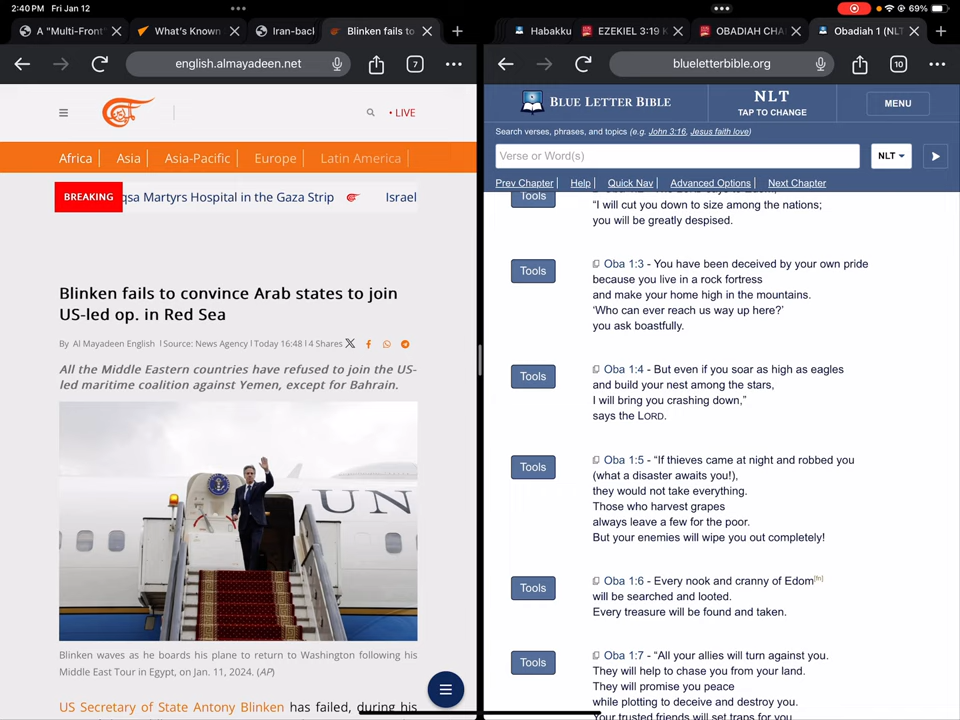 2:40 PM Fri Jan 12
69%
A "Multi-Front
What's Known
Iran-back
Blinken fails to
english.almayadeen.net
7
LIVE
Africa
Asia
Asia-Pacific
Europe
Latin America
BREAKING
qsa Martyrs Hospital in the Gaza Strip
Israel
Blinken fails to convince Arab states to join
US-led op. in Red Sea
By Al Mayadeen English
Source: News Agency
Today 16:48
4 Shares
All the Middle Eastern countries have refused to join the US-
led maritime coalition against Yemen, except for Bahrain.
UN
Blinken waves as he boards his plane to return to Washington following his
Middle East Tour in Egypt, on Jan. 11, 2024. (AP)
US Secretary of State Antony Blinken has failed, during his
Habakku
EZEKIEL 3:19 K
OBADIAH CHA
Obadiah 1 (NLT
blueletterbible.org
10
BLUE LETTER BIBLE
NLT
TAP TO CHANGE
MENU
Search verses, phrases, and topics (e.g. John 3:16, Jesus faith love)
Verse or Word(s)
NLT
Prev Chapter
Help
Quick Nav
Advanced Options
Next Chapter
Tools
“I will cut you down to size among the nations;
you will be greatly despised.
Tools
Oba 1:3 - You have been deceived by your own pride
because you live in a rock fortress
and make your home high in the mountains.
‘Who can ever reach us way up here?’
you ask boastfully.
Tools
Oba 1:4 - But even if you soar as high as eagles
and build your nest among the stars,
I will bring you crashing down,”
says the LORD.
Tools
Oba 1:5 - “If thieves came at night and robbed you
(what a disaster awaits you!),
they would not take everything.
Those who harvest grapes
always leave a few for the poor.
But your enemies will wipe you out completely!
Tools
Oba 1:6 - Every nook and cranny of Edom[fn]
will be searched and looted.
Every treasure will be found and taken.
Tools
Oba 1:7 - “All your allies will turn against you.
They will help to chase you from your land.
They will promise you peace
while plotting to deceive and destroy you.
Your trusted friends will set traps for you